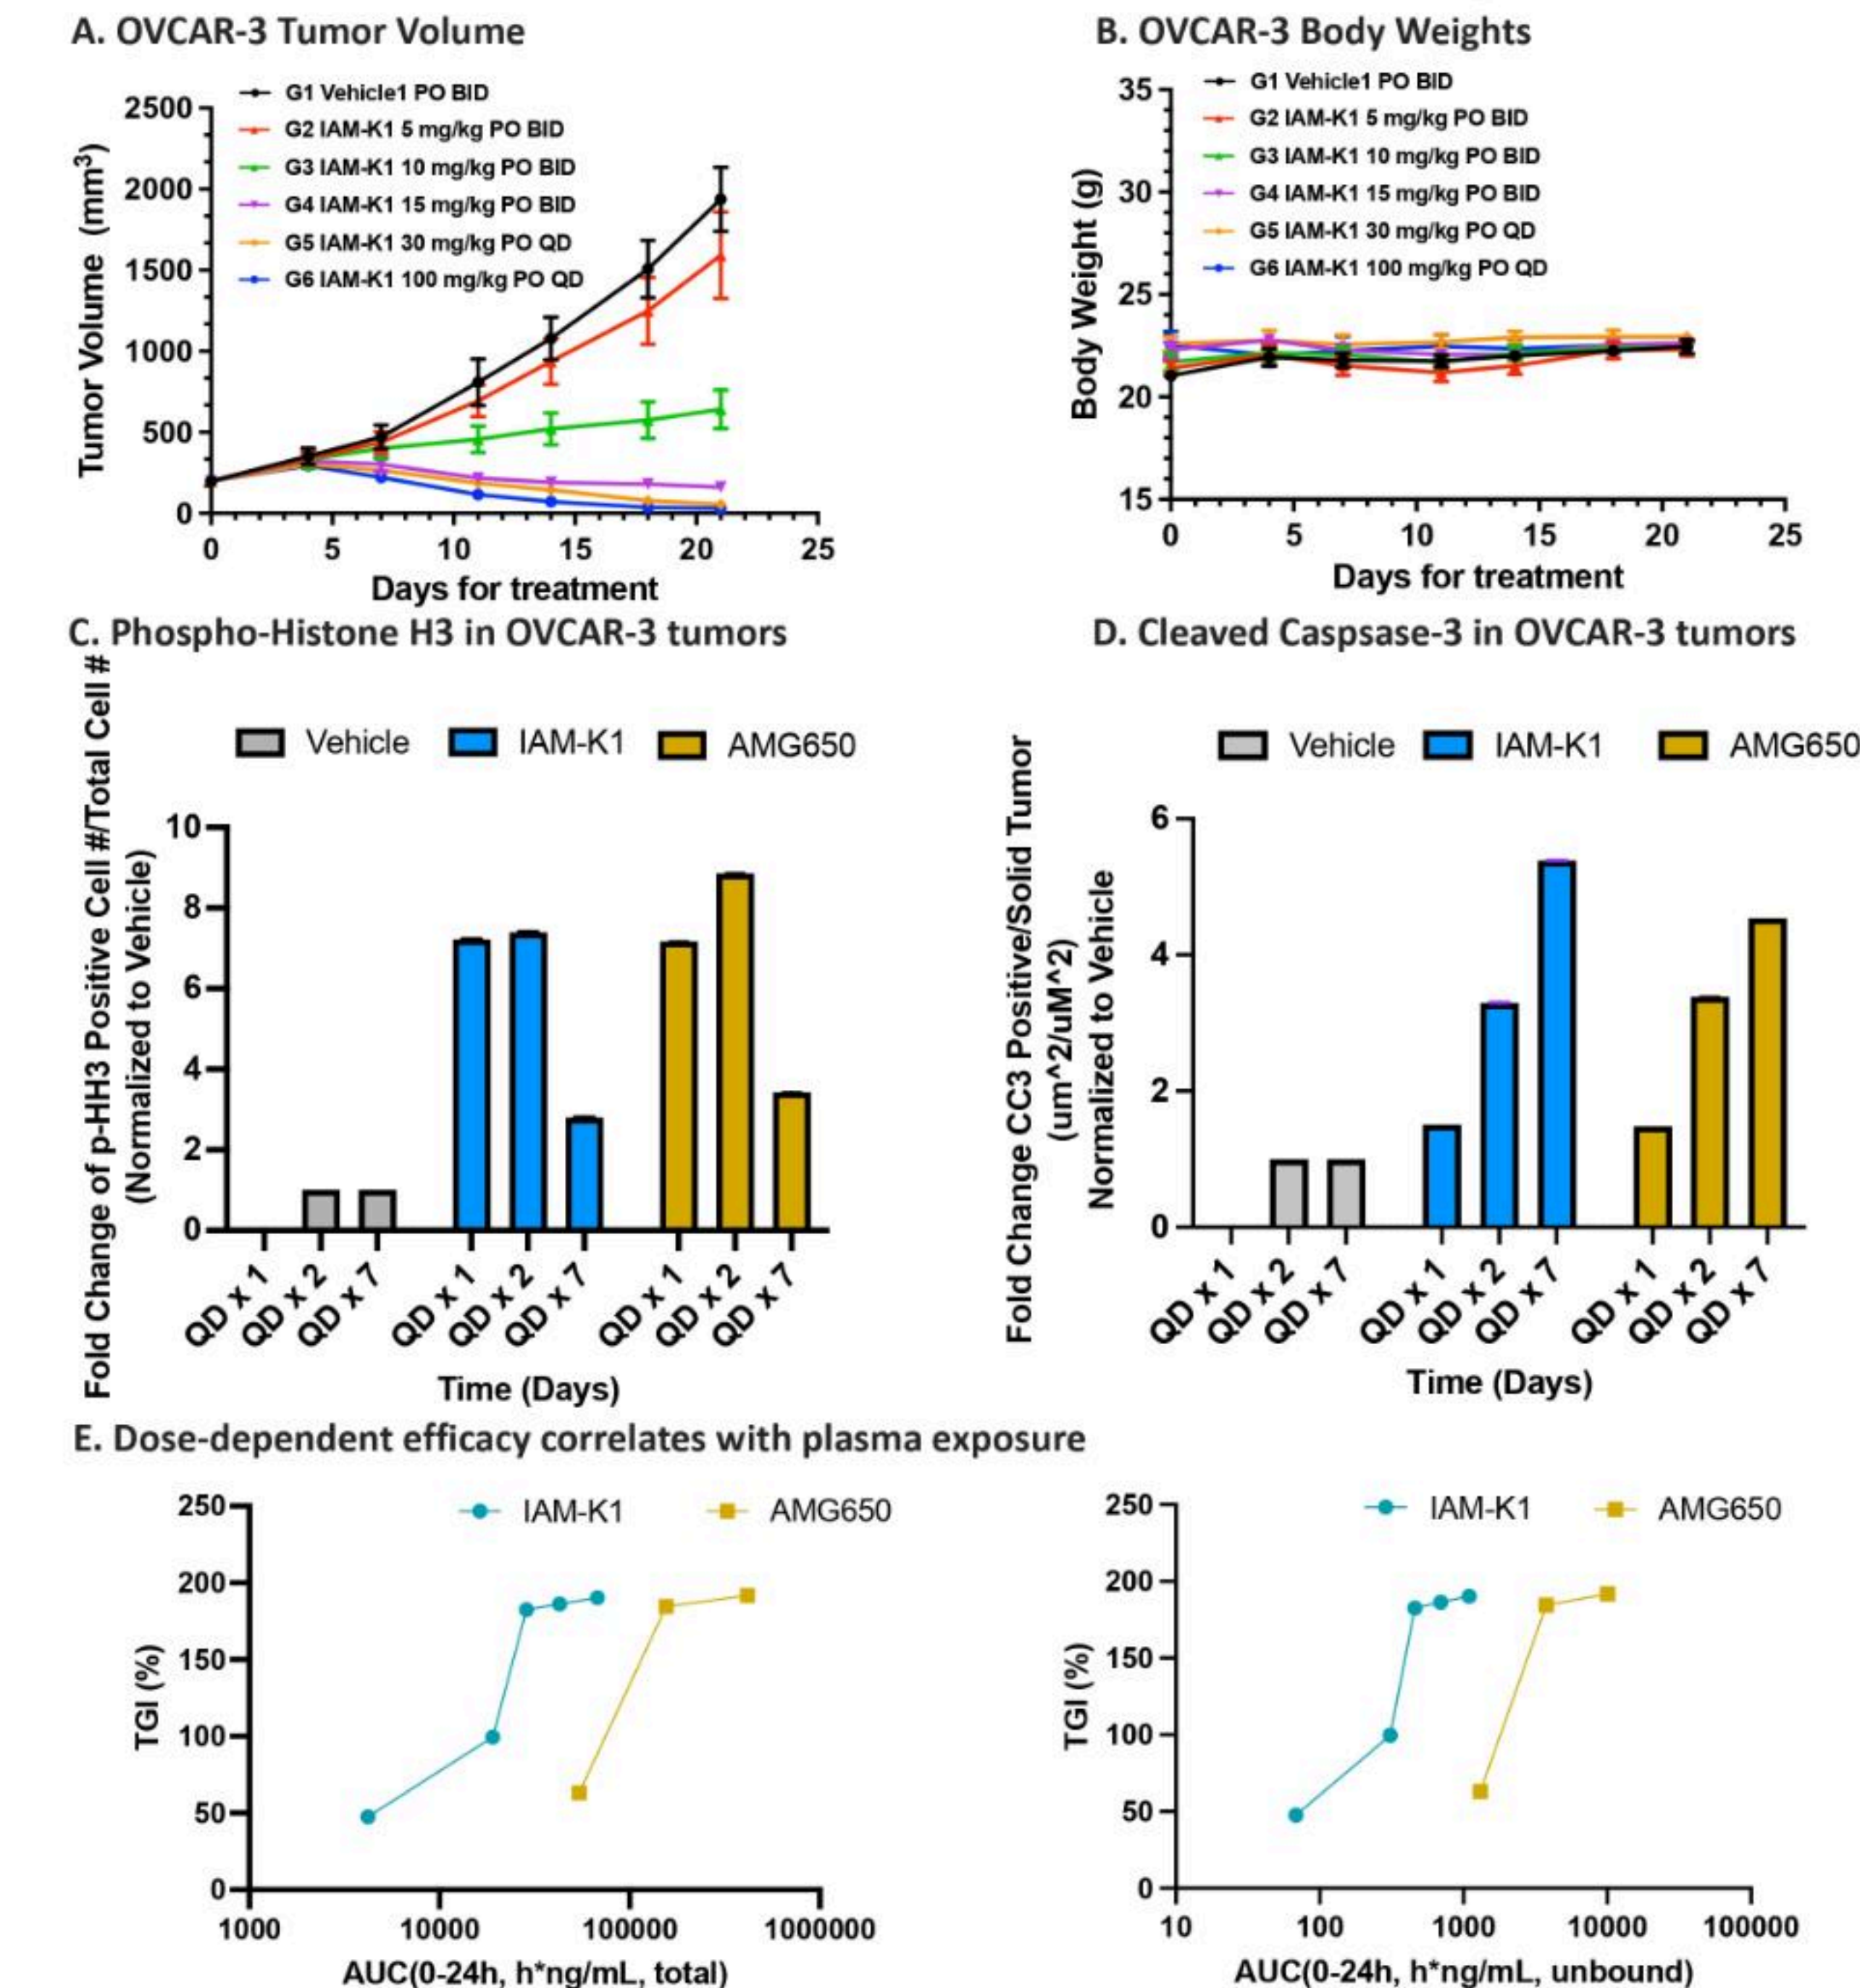 A. OVCAR-3 Tumor Volume
G1 Vehicle1 PO BID
G2 IAM-K1 5 mg/kg PO BID
G3 IAM-K1 10 mg/kg PO BID
G4 IAM-K1 15 mg/kg PO BID
G5 IAM-K1 30 mg/kg PO QD
G6 IAM-K1 100 mg/kg PO QD
Tumor Volume (mm³)
2500
2000
1500
1000
500
0
0 5 10 15 20 25
Days for treatment
B. OVCAR-3 Body Weights
G1 Vehicle1 PO BID
G2 IAM-K1 5 mg/kg PO BID
G3 IAM-K1 10 mg/kg PO BID
G4 IAM-K1 15 mg/kg PO BID
G5 IAM-K1 30 mg/kg PO QD
G6 IAM-K1 100 mg/kg PO QD
Body Weight (g)
35
30
25
20
15
0 5 10 15 20 25
Days for treatment
C. Phospho-Histone H3 in OVCAR-3 tumors
Vehicle IAM-K1 AMG650
Fold Change of p-HH3 Positive Cell #/Total Cell #
(Normalized to Vehicle)
10
8
6
4
2
0
QD x 1 QD x 2 QD x 7 QD x 1 QD x 2 QD x 7 QD x 1 QD x 2 QD x 7
Time (Days)
D. Cleaved Caspsase-3 in OVCAR-3 tumors
Vehicle IAM-K1 AMG650
Fold Change CC3 Positive/Solid Tumor
(um^2/uM^2)
Normalized to Vehicle
6
4
2
0
QD x 1 QD x 2 QD x 7 QD x 1 QD x 2 QD x 7 QD x 1 QD x 2 QD x 7
Time (Days)
E. Dose-dependent efficacy correlates with plasma exposure
IAM-K1 AMG650
TGI (%)
250
200
150
100
50
0
1000 10000 100000 1000000
AUC(0-24h, h*ng/mL, total)
IAM-K1 AMG650
TGI (%)
250
200
150
100
50
0
10 100 1000 10000 100000
AUC(0-24h, h*ng/mL, unbound)